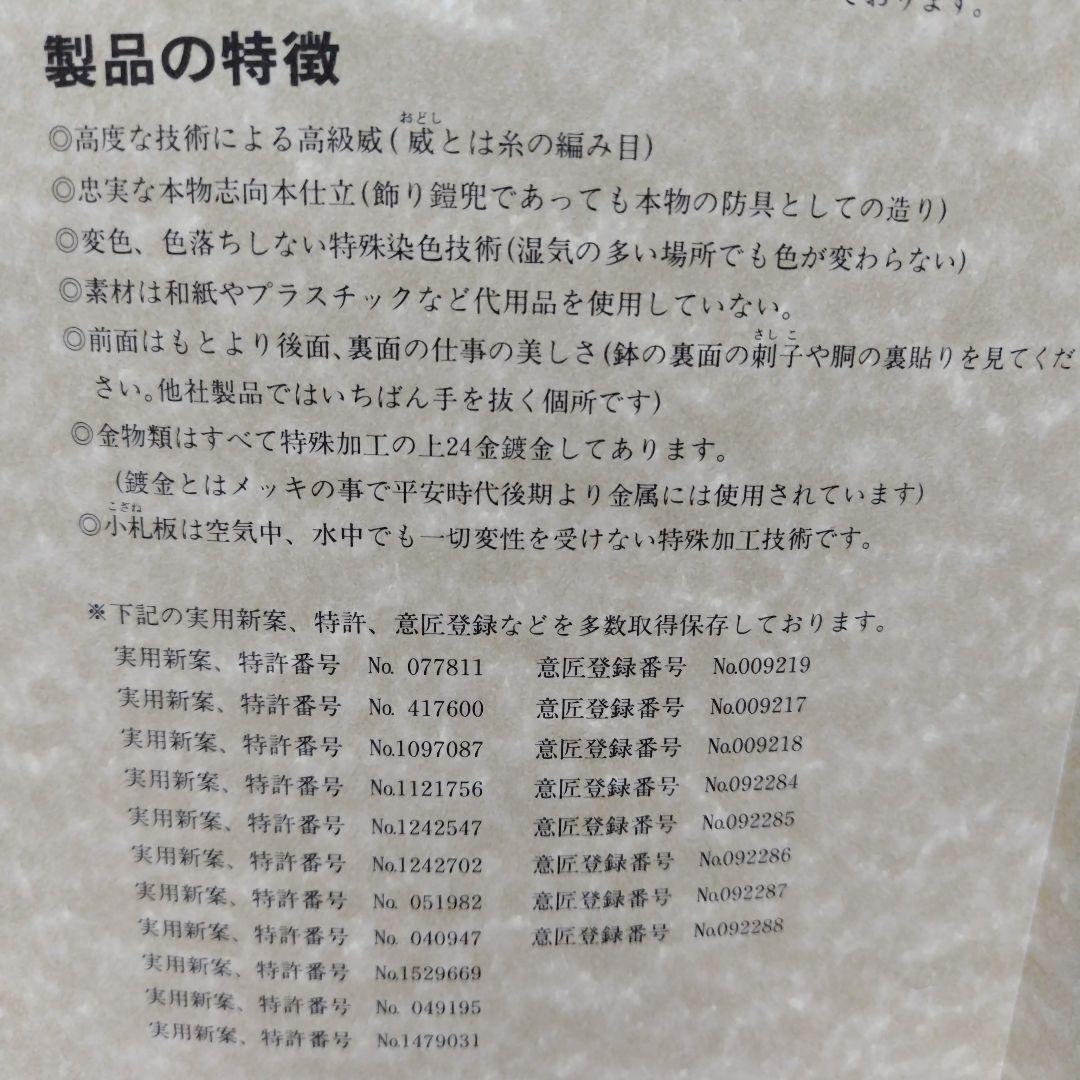 ております。
製品の特徴
◎高度な技術による高級威(威とは糸の編み目)
おどし
◎忠実な本物志向本仕立(飾り鎧兜であっても本物の防具としての造り)
◎変色、色落ちしない特殊染色技術(湿気の多い場所でも色が変わらない)
◎素材は和紙やプラスチックなど代用品を使用していない。
◎前面はもとより後面、裏面の仕事の美しさ(鉢の裏面の刺子や胴の裏貼りを見てくだ
さしこ
さい。他社製品ではいちばん手を抜く個所です)
◎金物類はすべて特殊加工の上24金鍍金してあります。
(鍍金とはメッキの事で平安時代後期より金属には使用されています)
こざね
◎小札板は空気中、水中でも一切変性を受けない特殊加工技術です。
※下記の実用新案、特許、意匠登録などを多数取得保存しております。
実用新案、特許番号 No. 077811 意匠登録番号 No.009219
実用新案、特許番号 No. 417600 意匠登録番号 No.009217
実用新案、特許番号 No.1097087 意匠登録番号 No.009218
実用新案、特許番号 No.1121756 意匠登録番号 No.092284
実用新案、特許番号 No.1242547 意匠登録番号 No.092285
実用新案、特許番号 No.1242702 意匠登録番号 No.092286
実用新案、特許番号 No. 051982 意匠登録番号 No.092287
実用新案、特許番号 No. 040947 意匠登録番号 No.092288
実用新案、特許番号 No.1529669
実用新案、特許番号 No. 049195
実用新案、特許番号 No.1479031